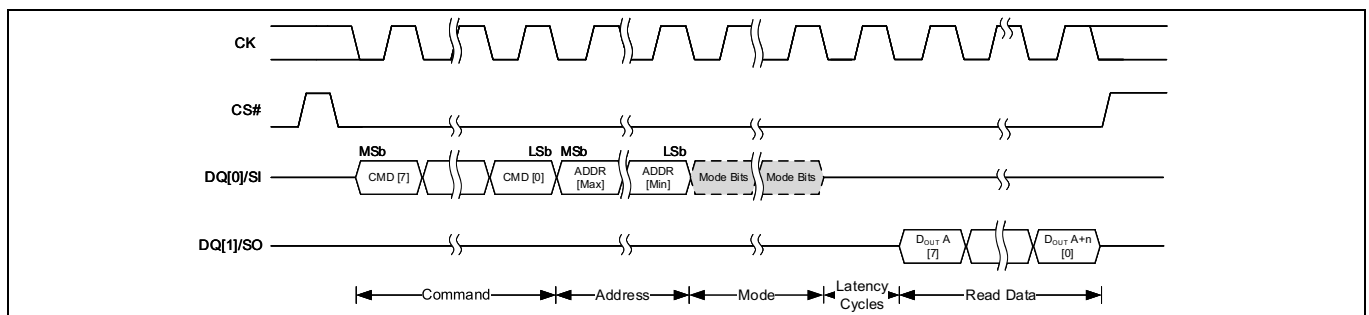 CK
CS#
MSb LSb MSb LSb
DQ[0]/SI CMD [7] CMD [0] ADDR [Max] ADDR [Min] Mode Bits Mode Bits
DQ[1]/SO DOUT A [7] DOUT A+n [0]
Command Address Mode Latency Cycles Read Data